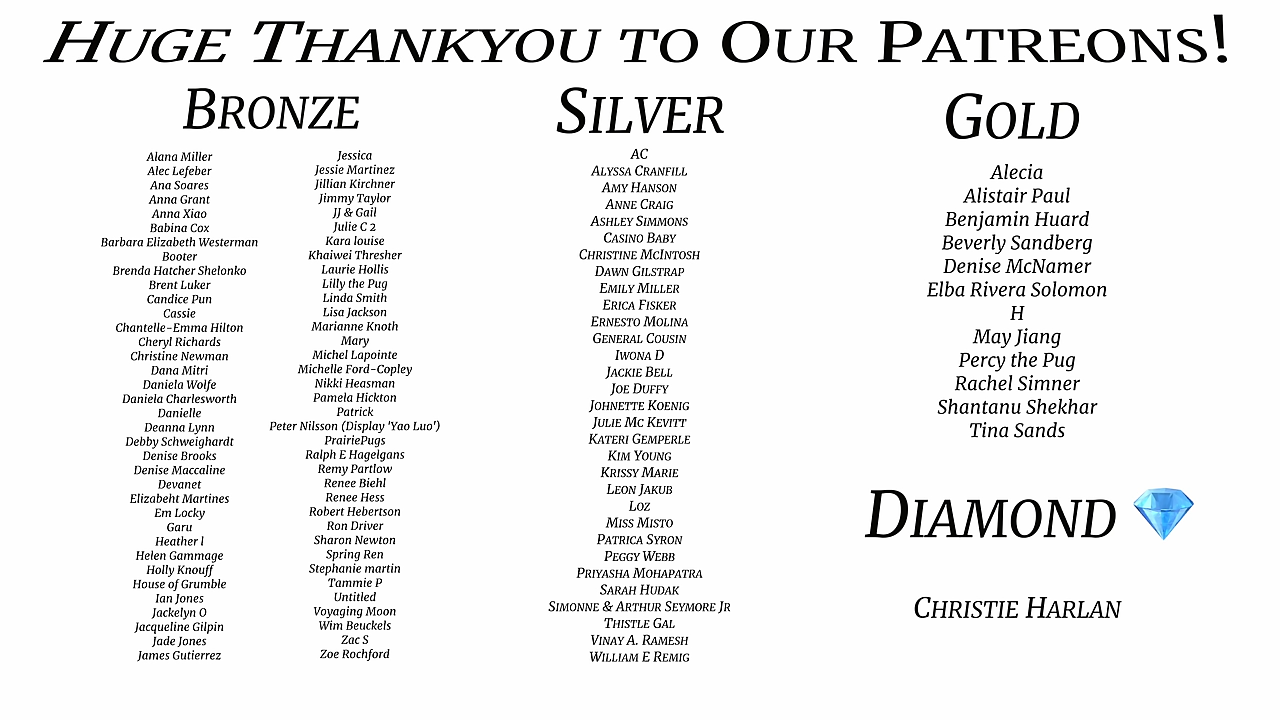 HUGE THANKYOU TO OUR PATREONS!
BRONZE
Alana Miller
Alec Lefeber
Ana Soares
Anna Grant
Anna Xiao
Babina Cox
Barbara Elizabeth Westerman
Booter
Brenda Hatcher Shelonko
Brent Luker
Candice Pun
Cassie
Chantelle-Emma Hilton
Cheryl Richards
Christine Newman
Dana Mitri
Daniela Wolfe
Daniela Charlesworth
Danielle
Deanna Lynn
Debby Schweighardt
Denise Brooks
Denise Maccaline
Devanet
Elizabeht Martines
Em Locky
Garu
Heather l
Helen Gammage
Holly Knouff
House of Grumble
Ian Jones
Jackelyn O
Jacqueline Gilpin
Jade Jones
James Gutierrez
Jessica
Jessie Martinez
Jillian Kirchner
Jimmy Taylor
JJ & Gail
Julie C 2
Kara louise
Khaiwei Thresher
Laurie Hollis
Lilly the Pug
Linda Smith
Lisa Jackson
Marianne Knoth
Mary
Michel Lapointe
Michelle Ford-Copley
Nikki Heasman
Pamela Hickton
Patrick
Peter Nilsson (Display 'Yao Luo')
PrairiePugs
Ralph E Hagelgans
Remy Partlow
Renee Biehl
Renee Hess
Robert Hebertson
Ron Driver
Sharon Newton
Spring Ren
Stephanie martin
Tammie P
Untitled
Voyaging Moon
Wim Beuckels
Zac S
Zoe Rochford
SILVER
AC
ALYSSA CRANFILL
AMY HANSON
ANNE CRAIG
ASHLEY SIMMONS
CASINO BABY
CHRISTINE MCINTOSH
DAWN GILSTRAP
EMILY MILLER
ERICA FISKER
ERNESTO MOLINA
GENERAL COUSIN
IWONA D
JACKIE BELL
JOE DUFFY
JOHNETTE KOENIG
JULIE MC KEVITT
KATERI GEMPERLE
KIM YOUNG
KRISSY MARIE
LEON JAKUB
LOZ
MISS MISTO
PATRICA SYRON
PEGGY WEBB
PRIYASHA MOHAPATRA
SARAH HUDAK
SIMONNE & ARTHUR SEYMORE JR
THISTLE GAL
VINAY A. RAMESH
WILLIAM E REMIG
GOLD
Alecia
Alistair Paul
Benjamin Huard
Beverly Sandberg
Denise McNamer
Elba Rivera Solomon
H
May Jiang
Percy the Pug
Rachel Simner
Shantanu Shekhar
Tina Sands
DIAMOND 💎
CHRISTIE HARLAN